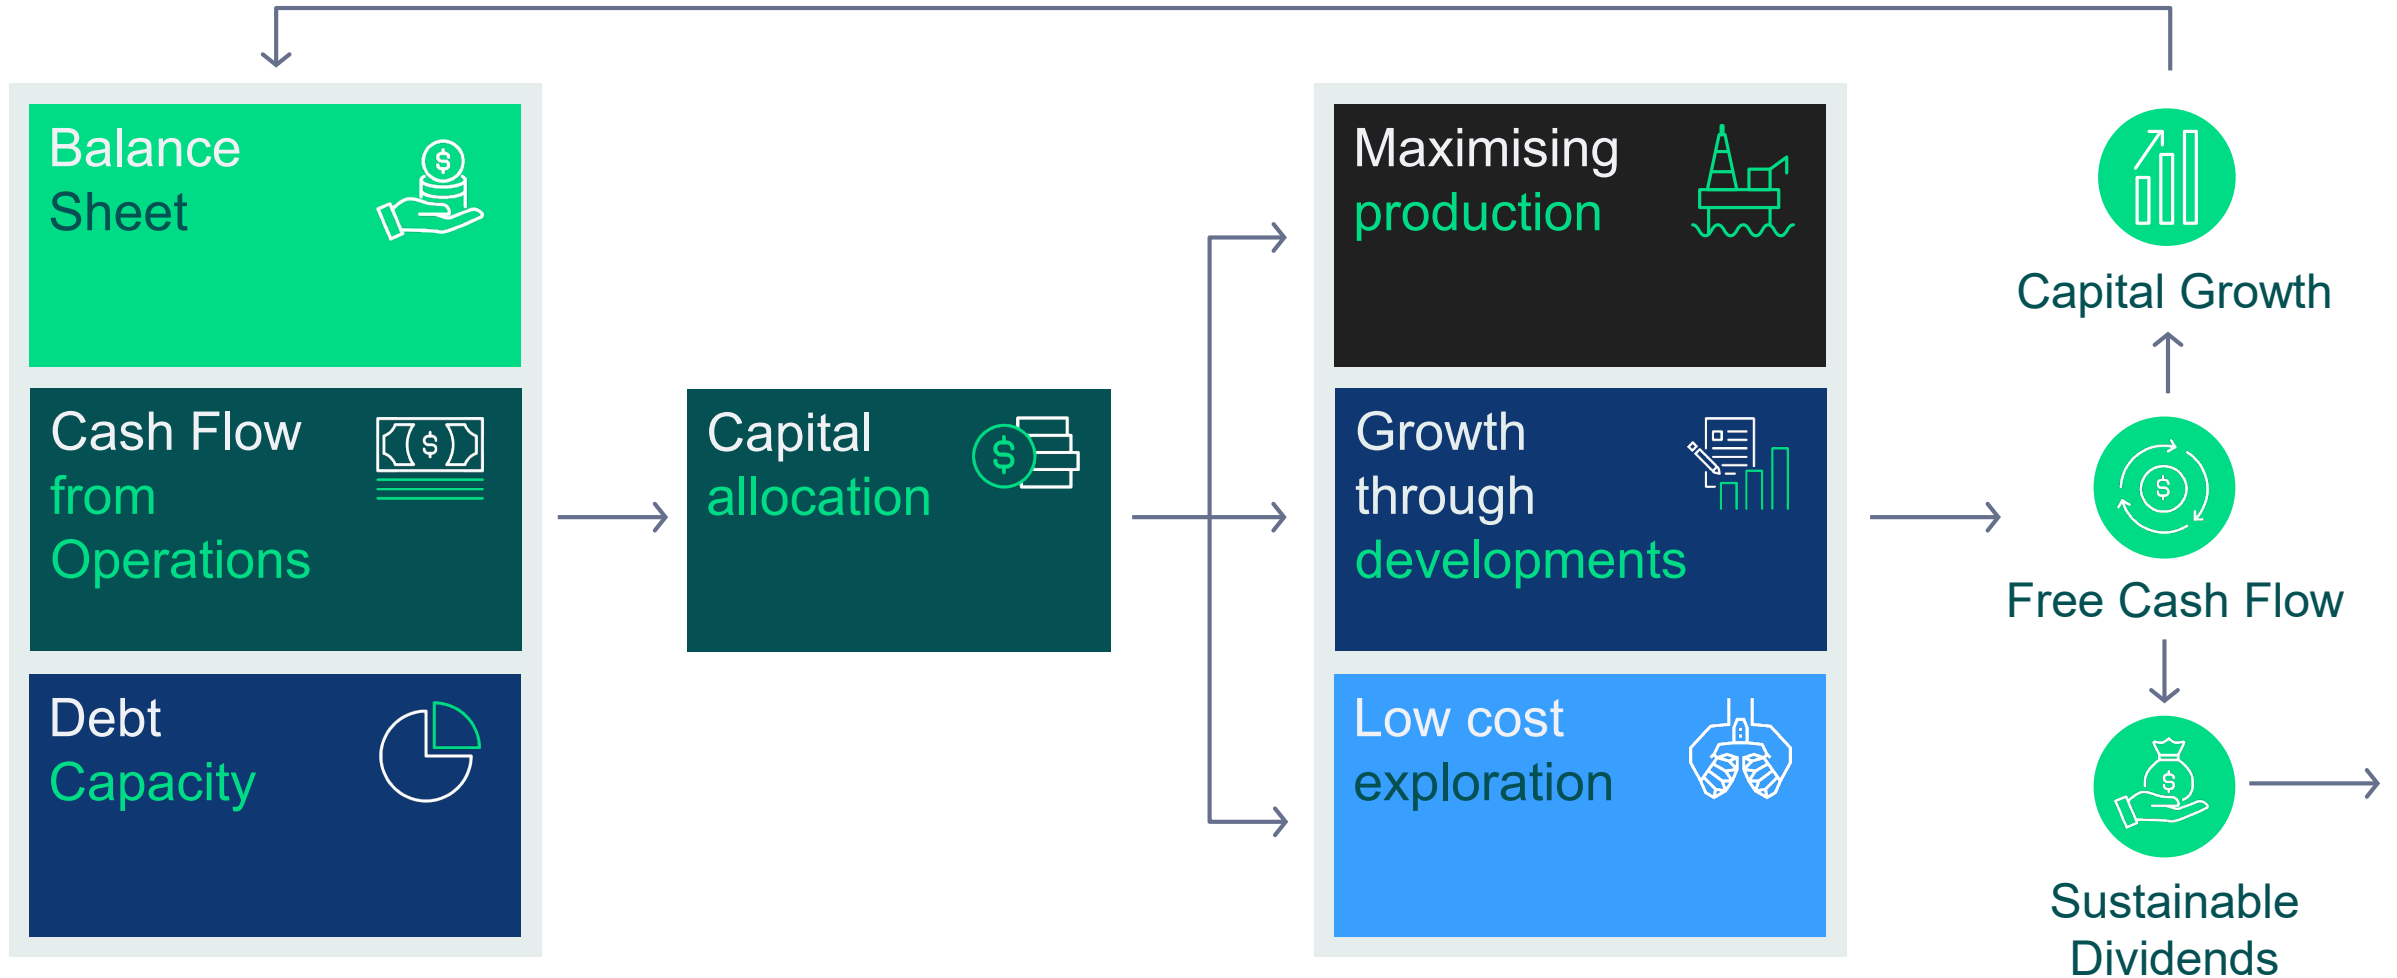 Balance
Sheet
Cash Flow
from
Operations
Debt
Capacity
Capital
allocation
Maximising
production
Growth
through
developments
Low cost
exploration
Capital Growth
Free Cash Flow
Sustainable
Dividends